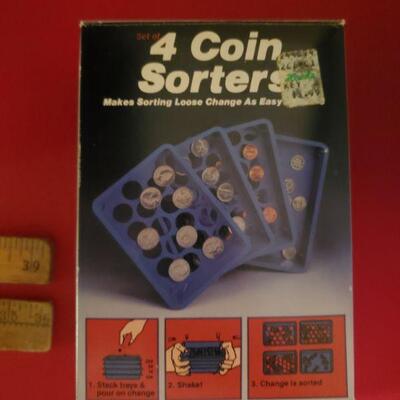 Set of
4 Coin
Sorters
Makes Sorting Loose Change As Easy
1. Stack trays &
pour on change
2. Shake!
3. Change is sorted
39
35 36